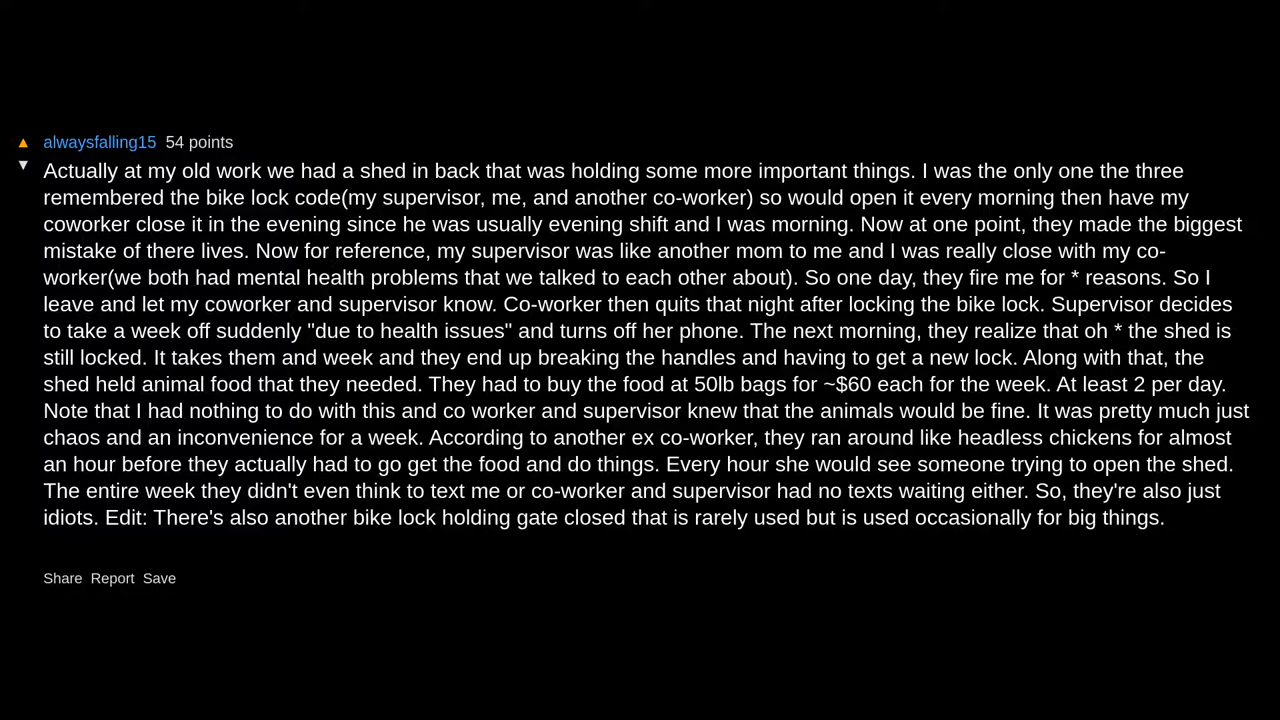 ▲ alwaysfalling15 54 points
▼
Actually at my old work we had a shed in back that was holding some more important things. I was the only one the three
remembered the bike lock code(my supervisor, me, and another co-worker) so would open it every morning then have my
coworker close it in the evening since he was usually evening shift and I was morning. Now at one point, they made the biggest
mistake of there lives. Now for reference, my supervisor was like another mom to me and I was really close with my co-
worker(we both had mental health problems that we talked to each other about). So one day, they fire me for * reasons. So I
leave and let my coworker and supervisor know. Co-worker then quits that night after locking the bike lock. Supervisor decides
to take a week off suddenly "due to health issues" and turns off her phone. The next morning, they realize that oh * the shed is
still locked. It takes them and week and they end up breaking the handles and having to get a new lock. Along with that, the
shed held animal food that they needed. They had to buy the food at 50lb bags for ~$60 each for the week. At least 2 per day.
Note that I had nothing to do with this and co worker and supervisor knew that the animals would be fine. It was pretty much just
chaos and an inconvenience for a week. According to another ex co-worker, they ran around like headless chickens for almost
an hour before they actually had to go get the food and do things. Every hour she would see someone trying to open the shed.
The entire week they didn't even think to text me or co-worker and supervisor had no texts waiting either. So, they're also just
idiots. Edit: There's also another bike lock holding gate closed that is rarely used but is used occasionally for big things.
Share Report Save